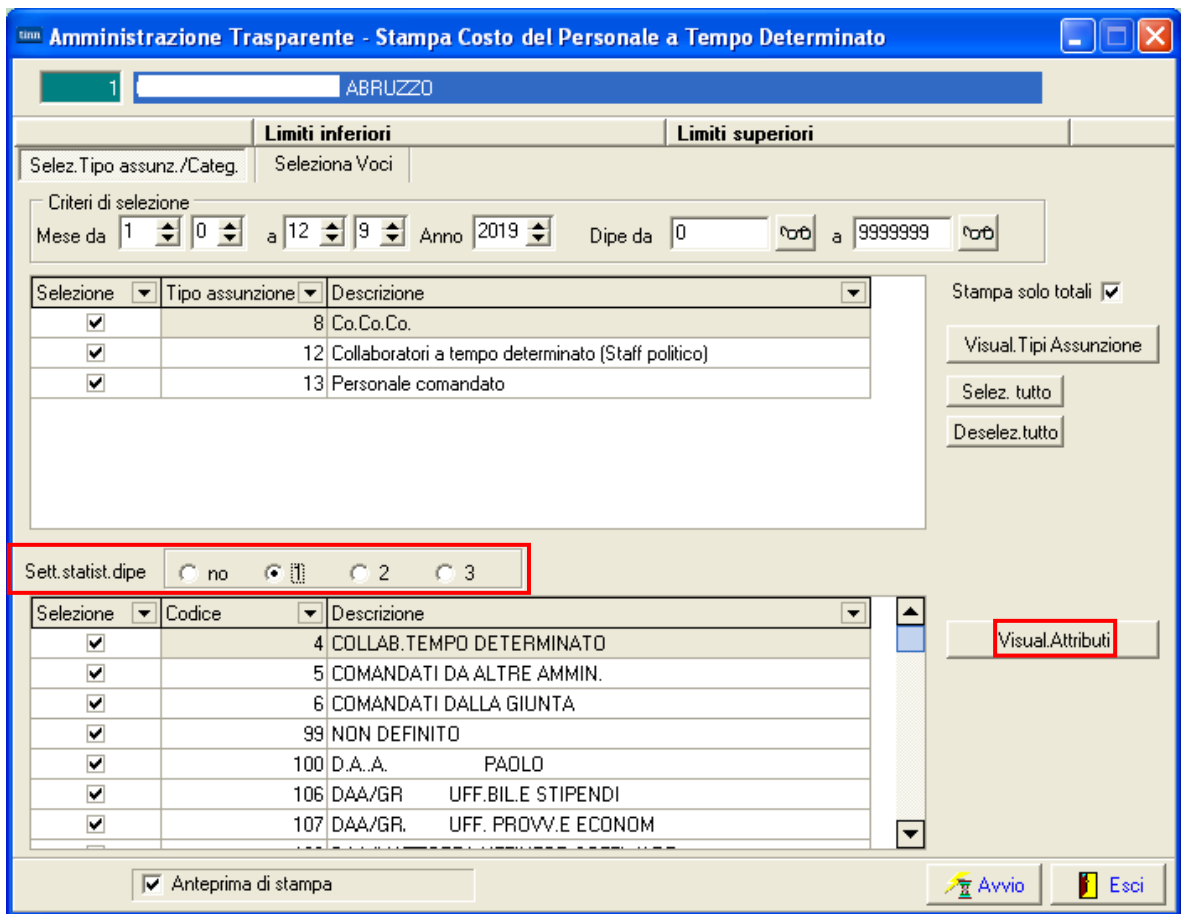 tinn Amministrazione Trasparente - Stampa Costo del Personale a Tempo Determinato
1 ABRUZZO
Limiti inferiori Limiti superiori
Selez.Tipo assunz./Categ. Seleziona Voci
Criteri di selezione
Mese da 1 0 a 12 9 Anno 2019 Dipe da 0 a 9999999
Selezione Tipo assunzione Descrizione
Stampa solo totali
8 Co.Co.Co.
12 Collaboratori a tempo determinato (Staff politico)
13 Personale comandato
Visual.Tipi Assunzione
Selez. tutto
Deselez.tutto
Sett.statist.dipe no 1 2 3
Selezione Codice Descrizione
4 COLLAB.TEMPO DETERMINATO
5 COMANDATI DA ALTRE AMMIN.
6 COMANDATI DALLA GIUNTA
99 NON DEFINITO
100 D.A..A. PAOLO
106 DAA/GR UFF.BIL.E STIPENDI
107 DAA/GR. UFF. PROVV.E ECONOM
Visual.Attributi
Anteprima di stampa
Avvio
Esci